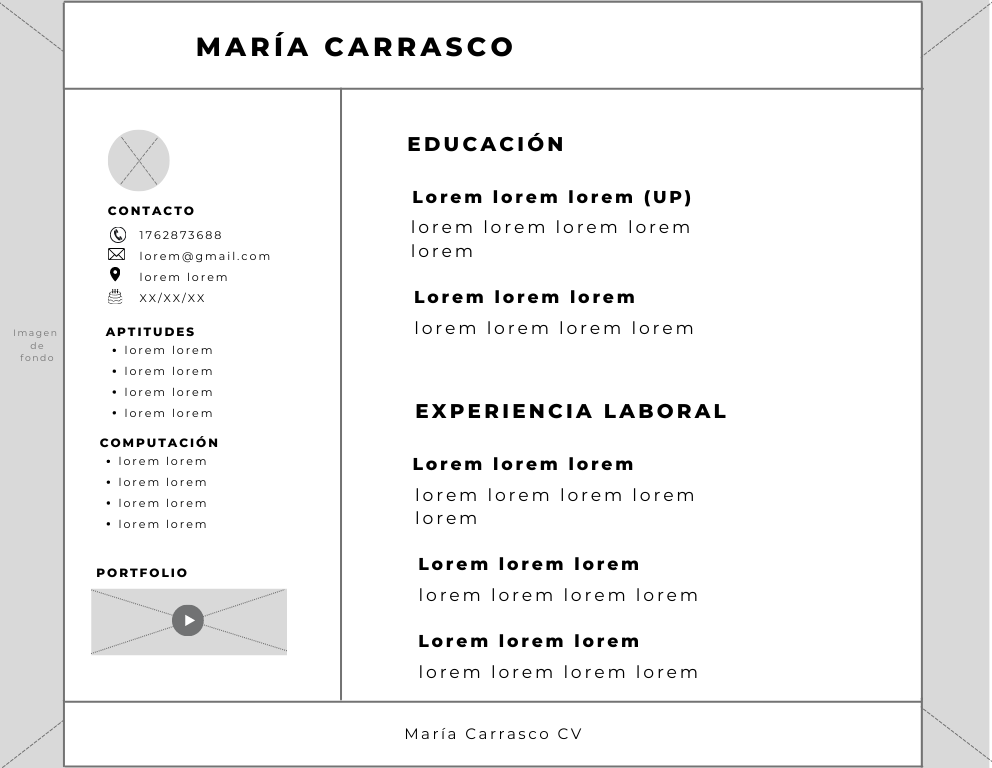 MARÍA CARRASCO
CONTACTO
1762873688
lorem@gmail.com
lorem lorem
XX/XX/XX
APTITUDES
• lorem lorem
• lorem lorem
• lorem lorem
• lorem lorem
COMPUTACIÓN
• lorem lorem
• lorem lorem
• lorem lorem
• lorem lorem
PORTFOLIO
EDUCACIÓN
Lorem lorem lorem (UP)
lorem lorem lorem lorem
lorem
Lorem lorem lorem
lorem lorem lorem lorem
EXPERIENCIA LABORAL
Lorem lorem lorem
lorem lorem lorem lorem
lorem
Lorem lorem lorem
lorem lorem lorem lorem
Lorem lorem lorem
lorem lorem lorem lorem
Imagen
de
fondo
María Carrasco CV